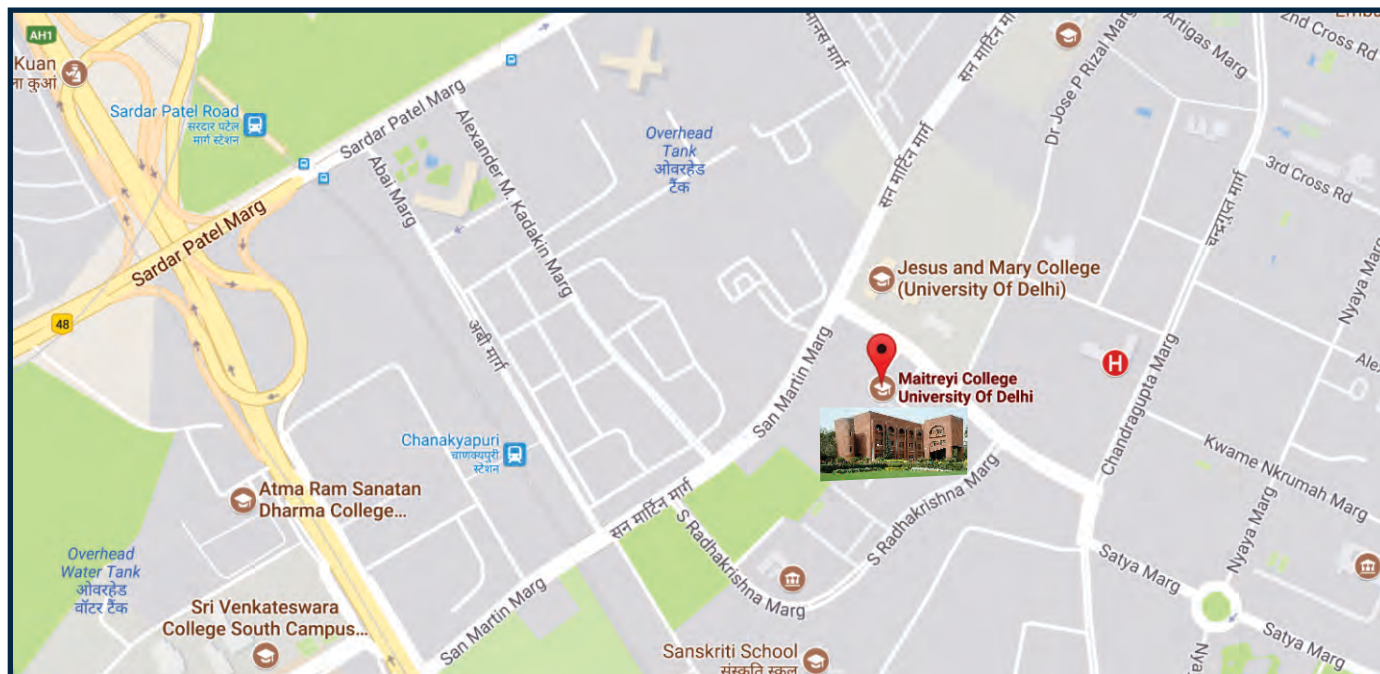 AH1
Kuan
ला कुआं
Sardar Patel Road
सरदार पटेल
मार्ग स्टेशन
Sardar Patel Marg
Sardar Patel Marg
48
Abai Marg
अबी मार्ग
Alexander M. Kadakin Marg
Overhead
Tank
ओवरहेड
टैंक
मानस मार्ग
सन मार्टिन मार्ग
सन मार्टिन मार्ग
Dr Jose P Rizal Marg
Artigas Marg
2nd Cross Rd
3rd Cross Rd
चन्द्रगुप्त मार्ग
Nyaya Marg
Jesus and Mary College
(University Of Delhi)
San Martin Marg
Maitreyi College
University Of Delhi
H
Chandragupta Marg
Kwame Nkrumah Marg
Nyaya Marg
Chanakyapuri
चाणक्यपुरी
स्टेशन
Atma Ram Sanatan
Dharma College...
सन मार्टिन मार्ग
S Radhakrishna Marg
S Radhakrishna Marg
Satya Marg
Satya Marg
Overhead
Water Tank
ओवरहेड
वॉटर टैंक
San Martin Marg
Sri Venkateswara
College South Campus...
Sanskriti School
संस्कृति स्कूल